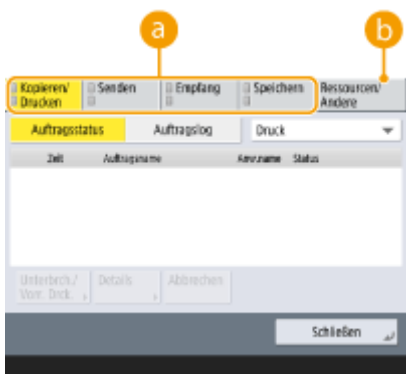 a b
Kopieren/ Senden Empfang Speichern Ressourcen/
Drucken Andere
Auftragsstatus Auftragslog Druck
Zeit Auftragsname Anw.name Status
Unterbrch./ Details Abbrechen
Vorr. Drck.
Schließen